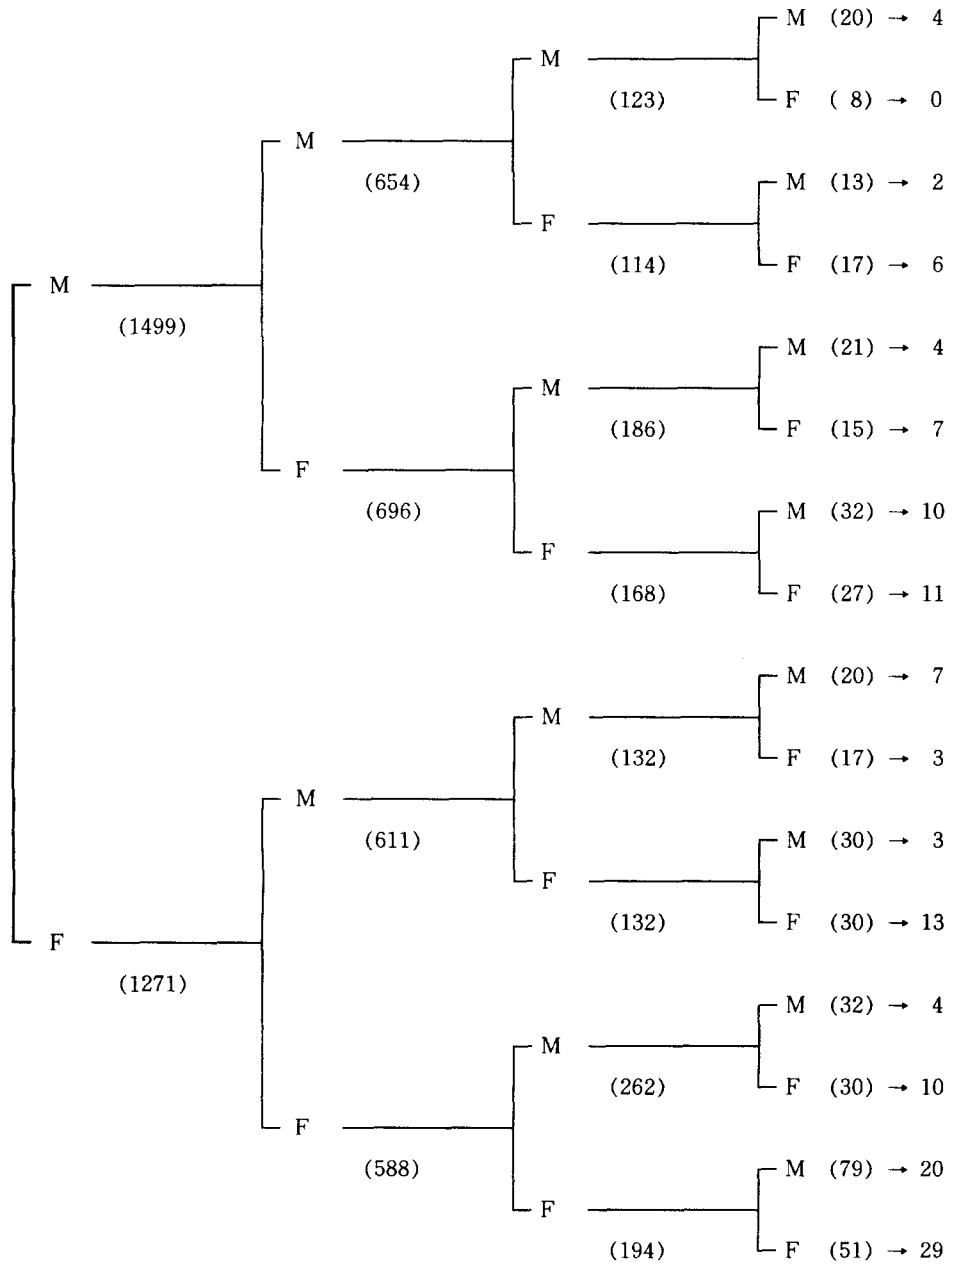 M (20) → 4
M
(123)
F ( 8) → 0
M
(654)
M (13) → 2
F
(114)
F (17) → 6
M
(1499)
M (21) → 4
M
(186)
F (15) → 7
F
(696)
M (32) → 10
F
(168)
F (27) → 11
M (20) → 7
M
(132)
F (17) → 3
M
(611)
M (30) → 3
F
(132)
F (30) → 13
F
(1271)
M (32) → 4
M
(262)
F (30) → 10
F
(588)
M (79) → 20
F
(194)
F (51) → 29